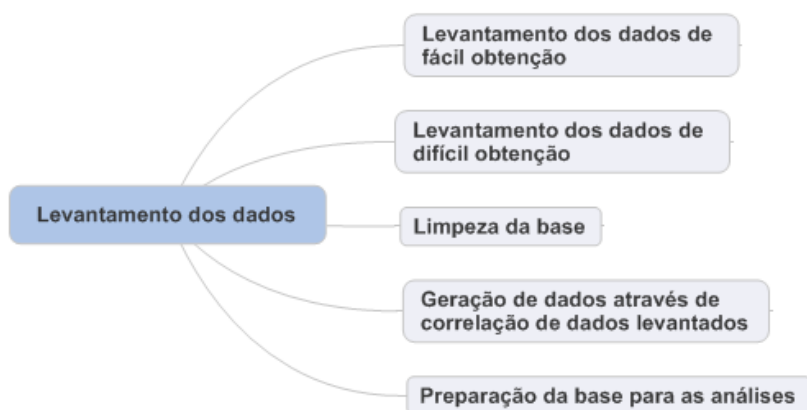 Levantamento dos dados de
fácil obtenção
Levantamento dos dados de
difícil obtenção
Levantamento dos dados
Limpeza da base
Geração de dados através de
correlação de dados levantados
Preparação da base para as análises